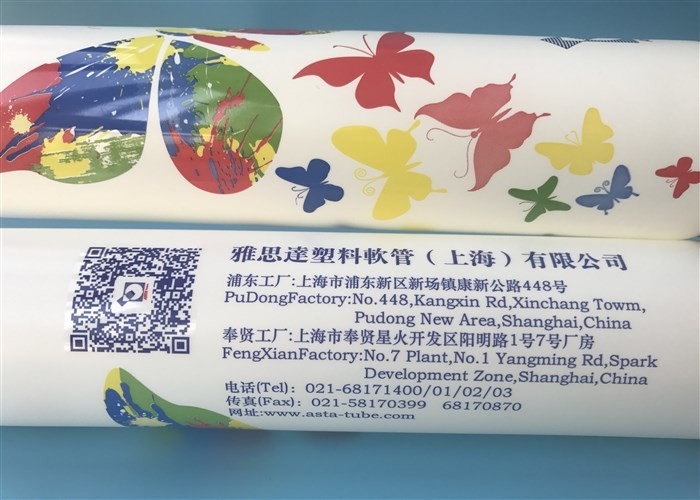 雅思達塑料軟管（上海）有限公司
浦东工厂:上海市浦东新区新场镇康新公路448号
PuDongFactory:No.448,Kangxin Rd,Xinchang Towm,
Pudong New Area,Shanghai,China
奉贤工厂:上海市奉贤星火开发区阳明路1号7号厂房
FengXianFactory:No.7 Plant,No.1 Yangming Rd,Spark
Development Zone,Shanghai,China
电话(Tel): 021-68171400/01/02/03
传真(Fax): 021-58170399 68170870
网址:www.asta-tube.com